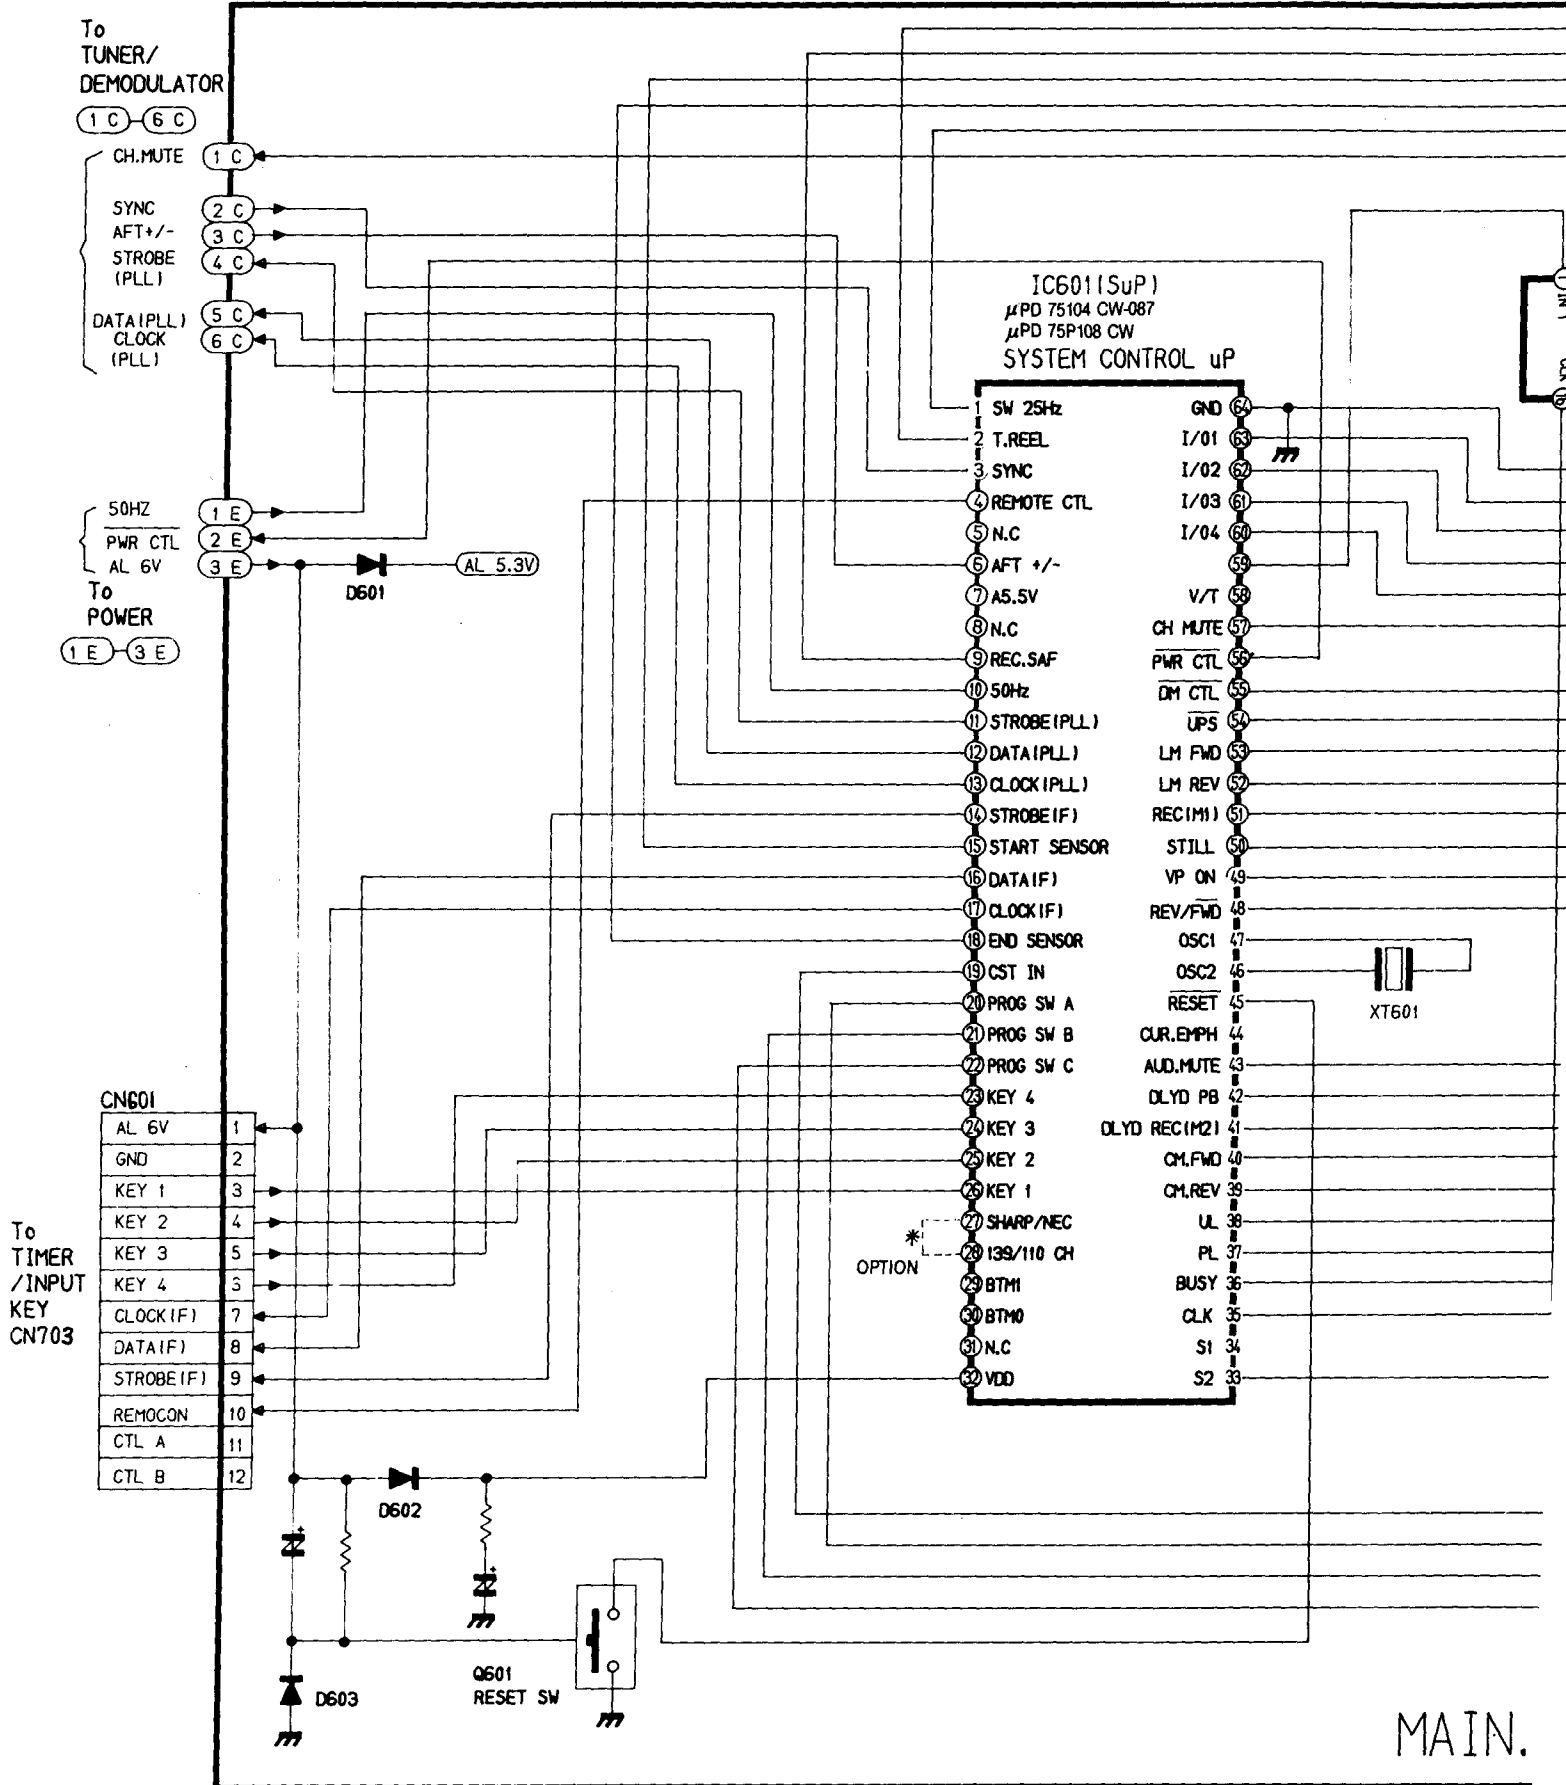 To
TUNER/
DEMODULATOR
1 C 6 C
CH.MUTE 1 C
SYNC 2 C
AFT+/- 3 C
STROBE 4 C
(PLL)
DATA(PLL) 5 C
CLOCK 6 C
(PLL)
50HZ 1 E
PWR CTL 2 E
AL 6V 3 E
D601
AL 5.3V
To
POWER
1 E 3 E
IC601(SuP)
μPD 75104 CW-087
μPD 75P108 CW
SYSTEM CONTROL uP
1 SW 25Hz
2 T.REEL
3 SYNC
4 REMOTE CTL
5 N.C
6 AFT +/-
7 A5.5V
8 N.C
9 REC.SAF
10 50Hz
11 STROBE(PLL)
12 DATA(PLL)
13 CLOCK(PLL)
14 STROBE(F)
15 START SENSOR
16 DATA(F)
17 CLOCK(F)
18 END SENSOR
19 CST IN
20 PROG SW A
21 PROG SW B
22 PROG SW C
23 KEY 4
24 KEY 3
25 KEY 2
26 KEY 1
27 SHARP/NEC
28 139/110 CH
29 BTM1
30 BTM0
31 N.C
32 VDD
GND 64
I/O1 63
I/O2 62
I/O3 61
I/O4 60
59
V/T 58
CH MUTE 57
PWR CTL 56
DM CTL 55
UPS 54
LM FWD 53
LM REV 52
REC(M1) 51
STILL 50
VP ON 49
REV/FWD 48
OSC1 47
OSC2 46
RESET 45
CUR.EMPH 44
AUD.MUTE 43
DLYD PB 42
DLYD REC(M2) 41
CM.FWD 40
CM.REV 39
UL 38
PL 37
BUSY 36
CLK 35
S1 34
S2 33
XT601
*
OPTION
CN601
AL 6V 1
GND 2
KEY 1 3
KEY 2 4
KEY 3 5
KEY 4 6
CLOCK(F) 7
DATA(F) 8
STROBE(F) 9
REMOCON 10
CTL A 11
CTL B 12
To
TIMER
/INPUT
KEY
CN703
D602
+
+
D603
Q601
RESET SW
MAIN.